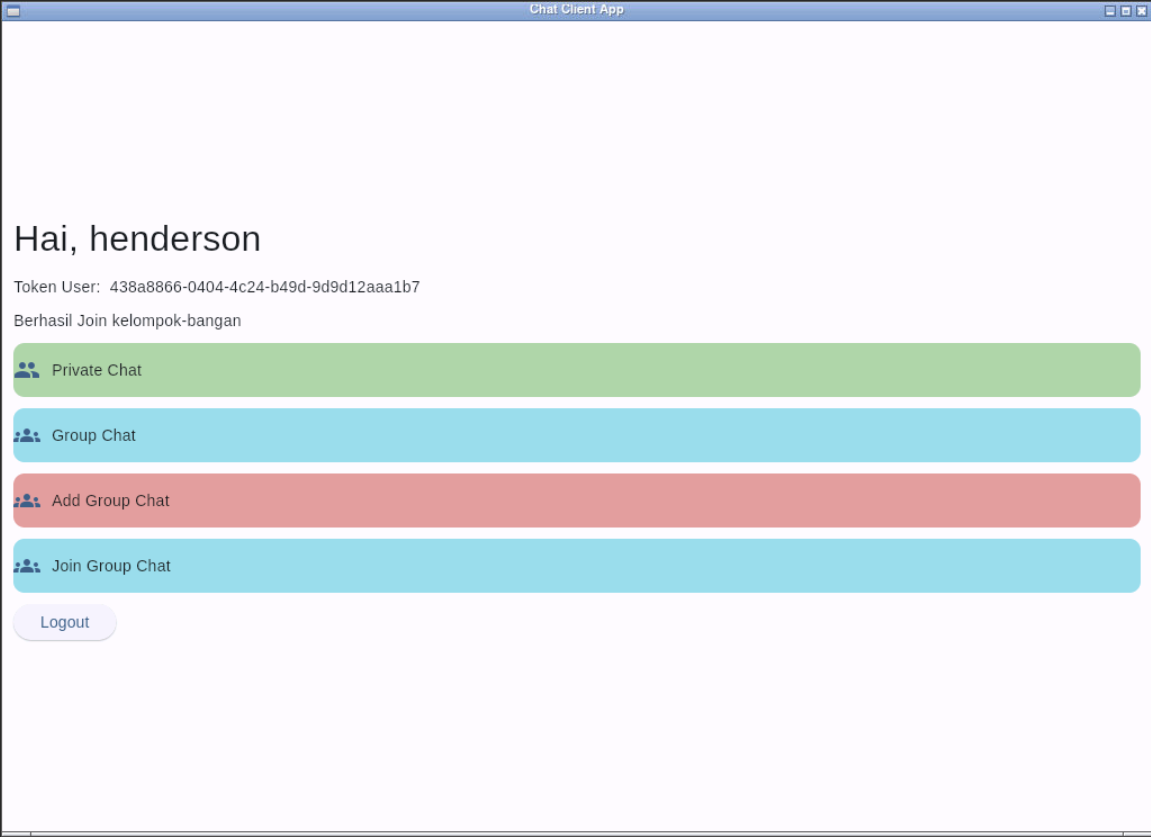 Chat Client App
Hai, henderson
Token User: 438a8866-0404-4c24-b49d-9d9d12aaa1b7
Berhasil Join kelompok-bangan
Private Chat
Group Chat
Add Group Chat
Join Group Chat
Logout